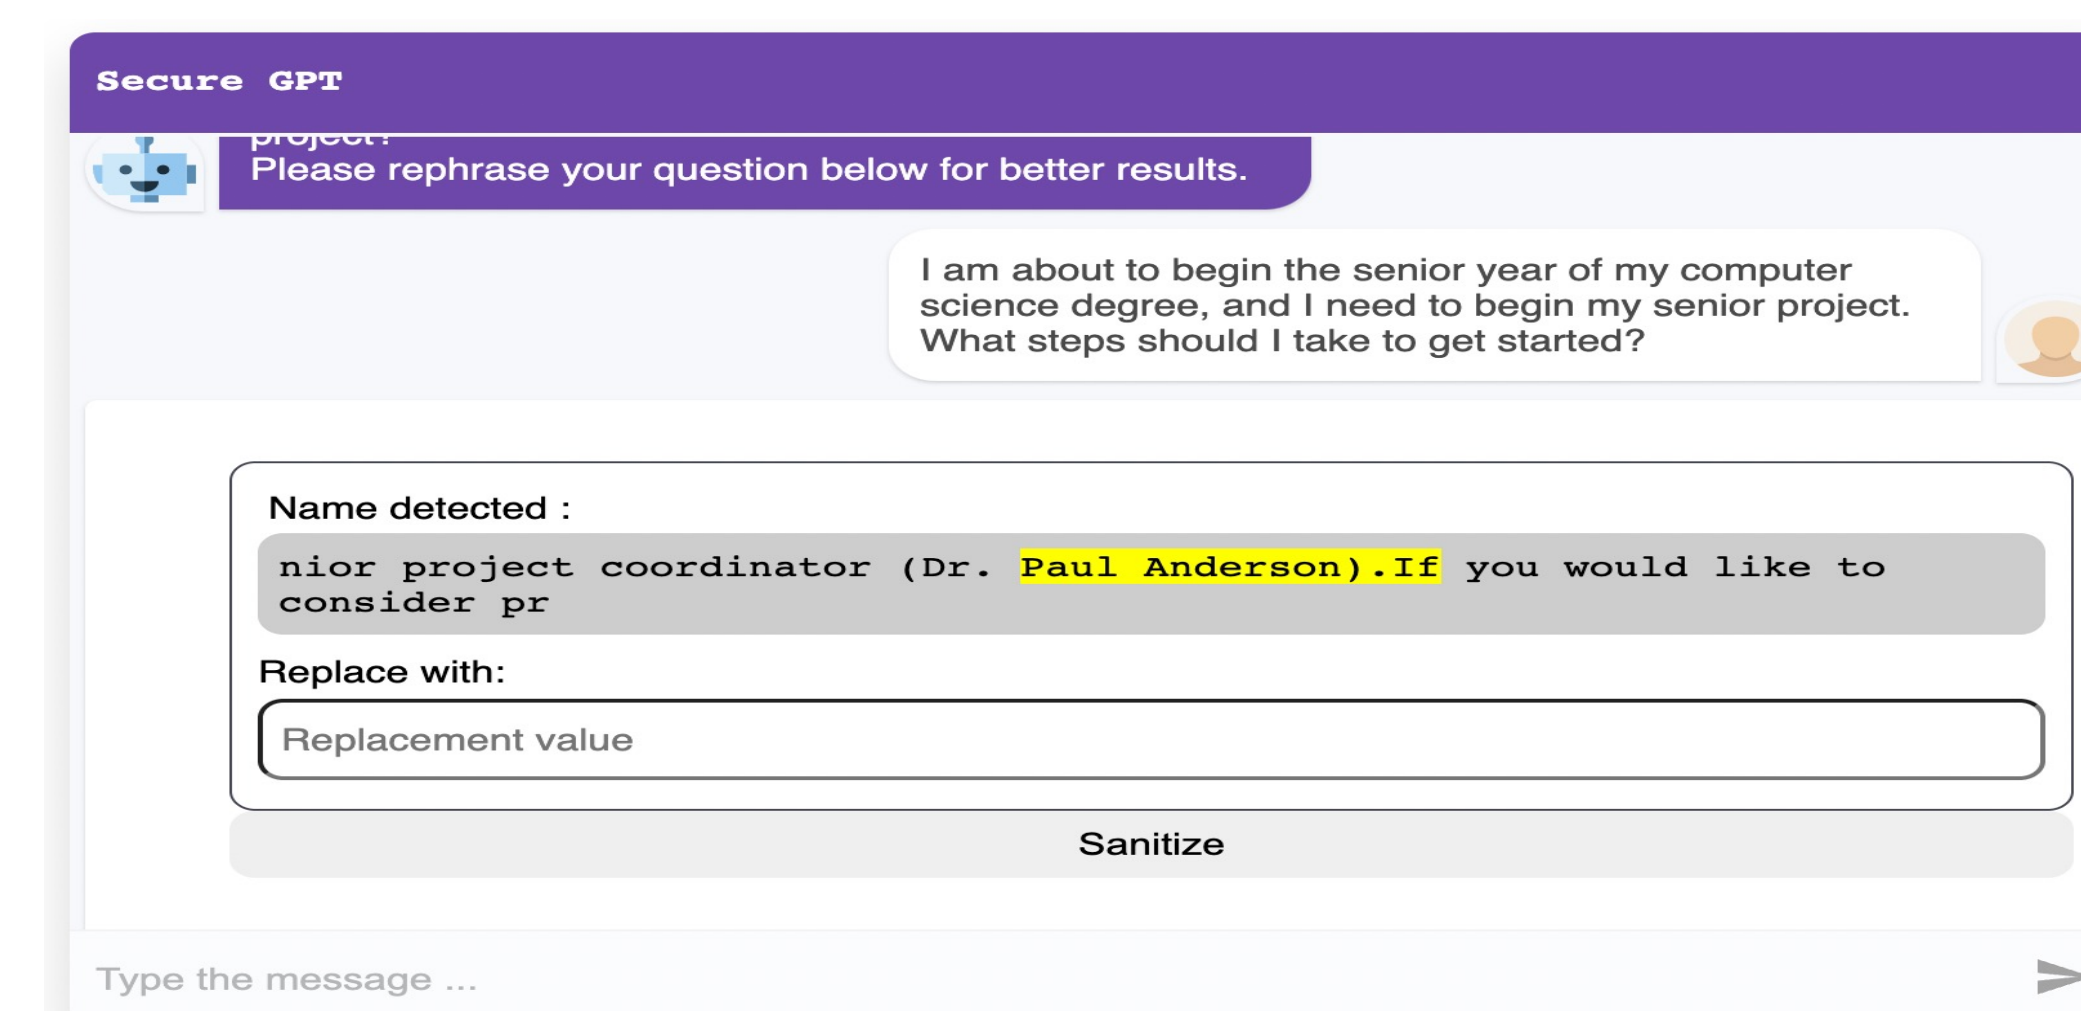 Secure GPT
project?
Please rephrase your question below for better results.
I am about to begin the senior year of my computer
science degree, and I need to begin my senior project.
What steps should I take to get started?
Name detected :
nior project coordinator (Dr. Paul Anderson).If you would like to
consider pr
Replace with:
Replacement value
Sanitize
Type the message ...